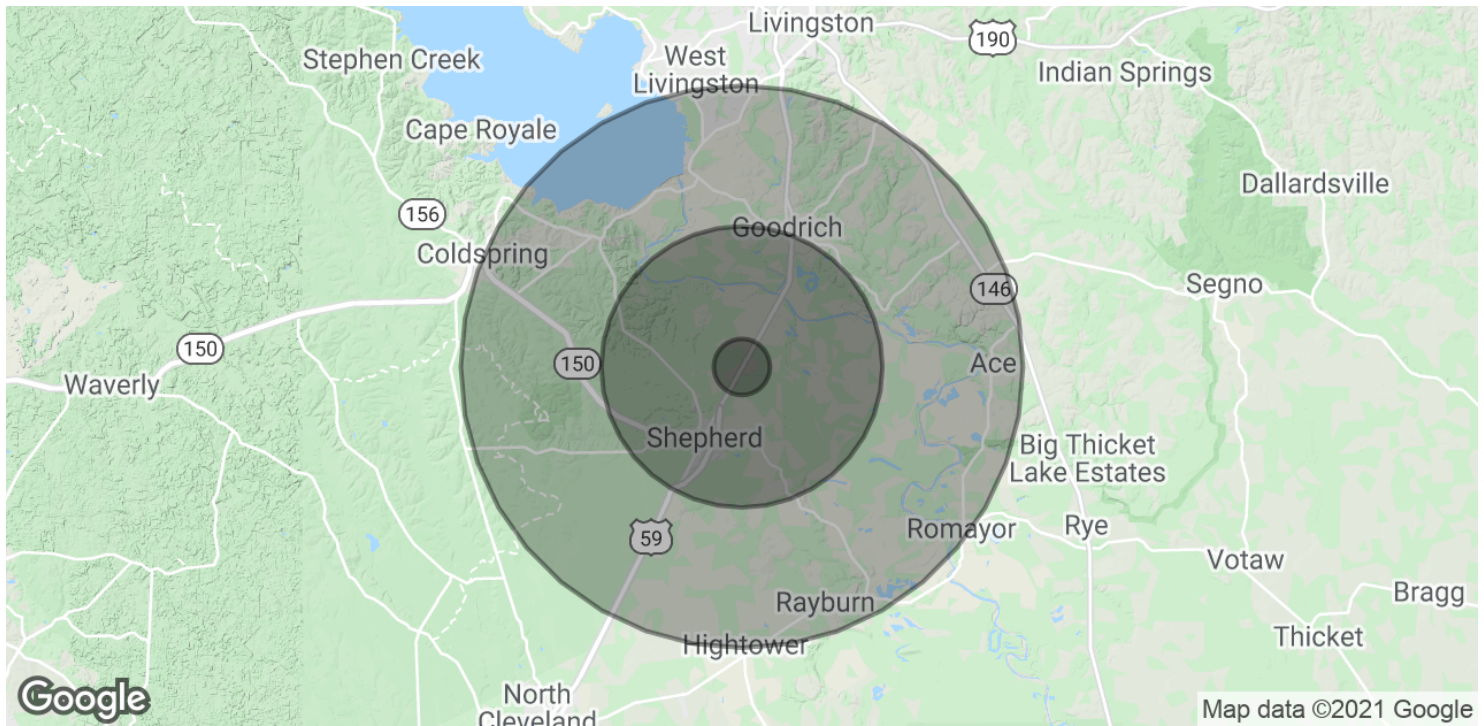 Livingston
190
West
Livingston
Stephen Creek
Indian Springs
Cape Royale
Dallardsville
156
Goodrich
Coldspring
Segno
146
150
150
Ace
Waverly
Shepherd
Big Thicket
Lake Estates
59
Romayor
Rye
Votaw
Bragg
Rayburn
Thicket
Hightower
North
Cleveland
Google
Map data ©2021 Google